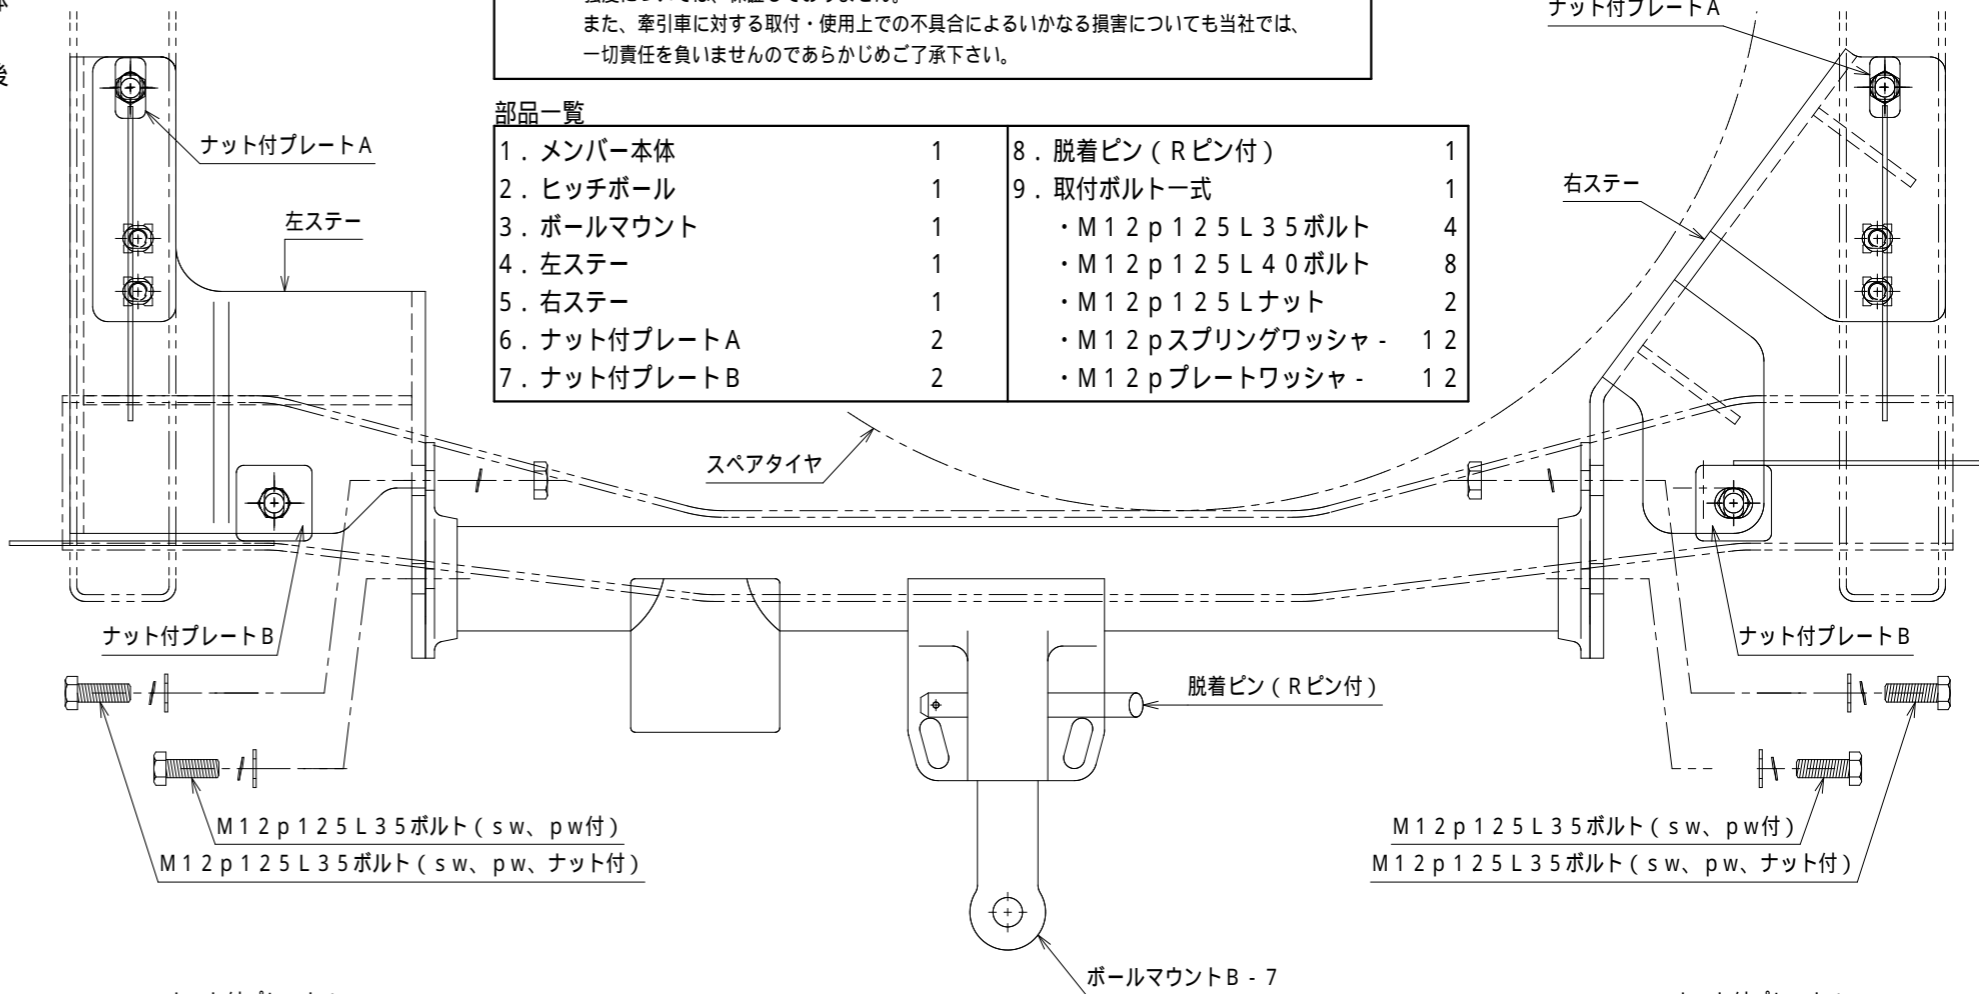 後
また、牽引車に対する取付・使用上での不具合によるいかなる損害についても当社では、
一切責任を負いませんのであらかじめご了承下さい。
ナット付プレートA
部品一覧
1．メンバー本体 1
2．ヒッチボール 1
3．ボールマウント 1
4．左ステー 1
5．右ステー 1
6．ナット付プレートA 2
7．ナット付プレートB 2
8．脱着ピン（Rピン付） 1
9．取付ボルト一式 1
・M12p125L35ボルト 4
・M12p125L40ボルト 8
・M12p125Lナット 2
・M12pスプリングワッシャ- 12
・M12pプレートワッシャ- 12
ナット付プレートA
左ステー
右ステー
スペアタイヤ
ナット付プレートB
ナット付プレートB
脱着ピン（Rピン付）
M12p125L35ボルト（sw、pw付）
M12p125L35ボルト（sw、pw、ナット付）
M12p125L35ボルト（sw、pw付）
M12p125L35ボルト（sw、pw、ナット付）
ボールマウントB-7